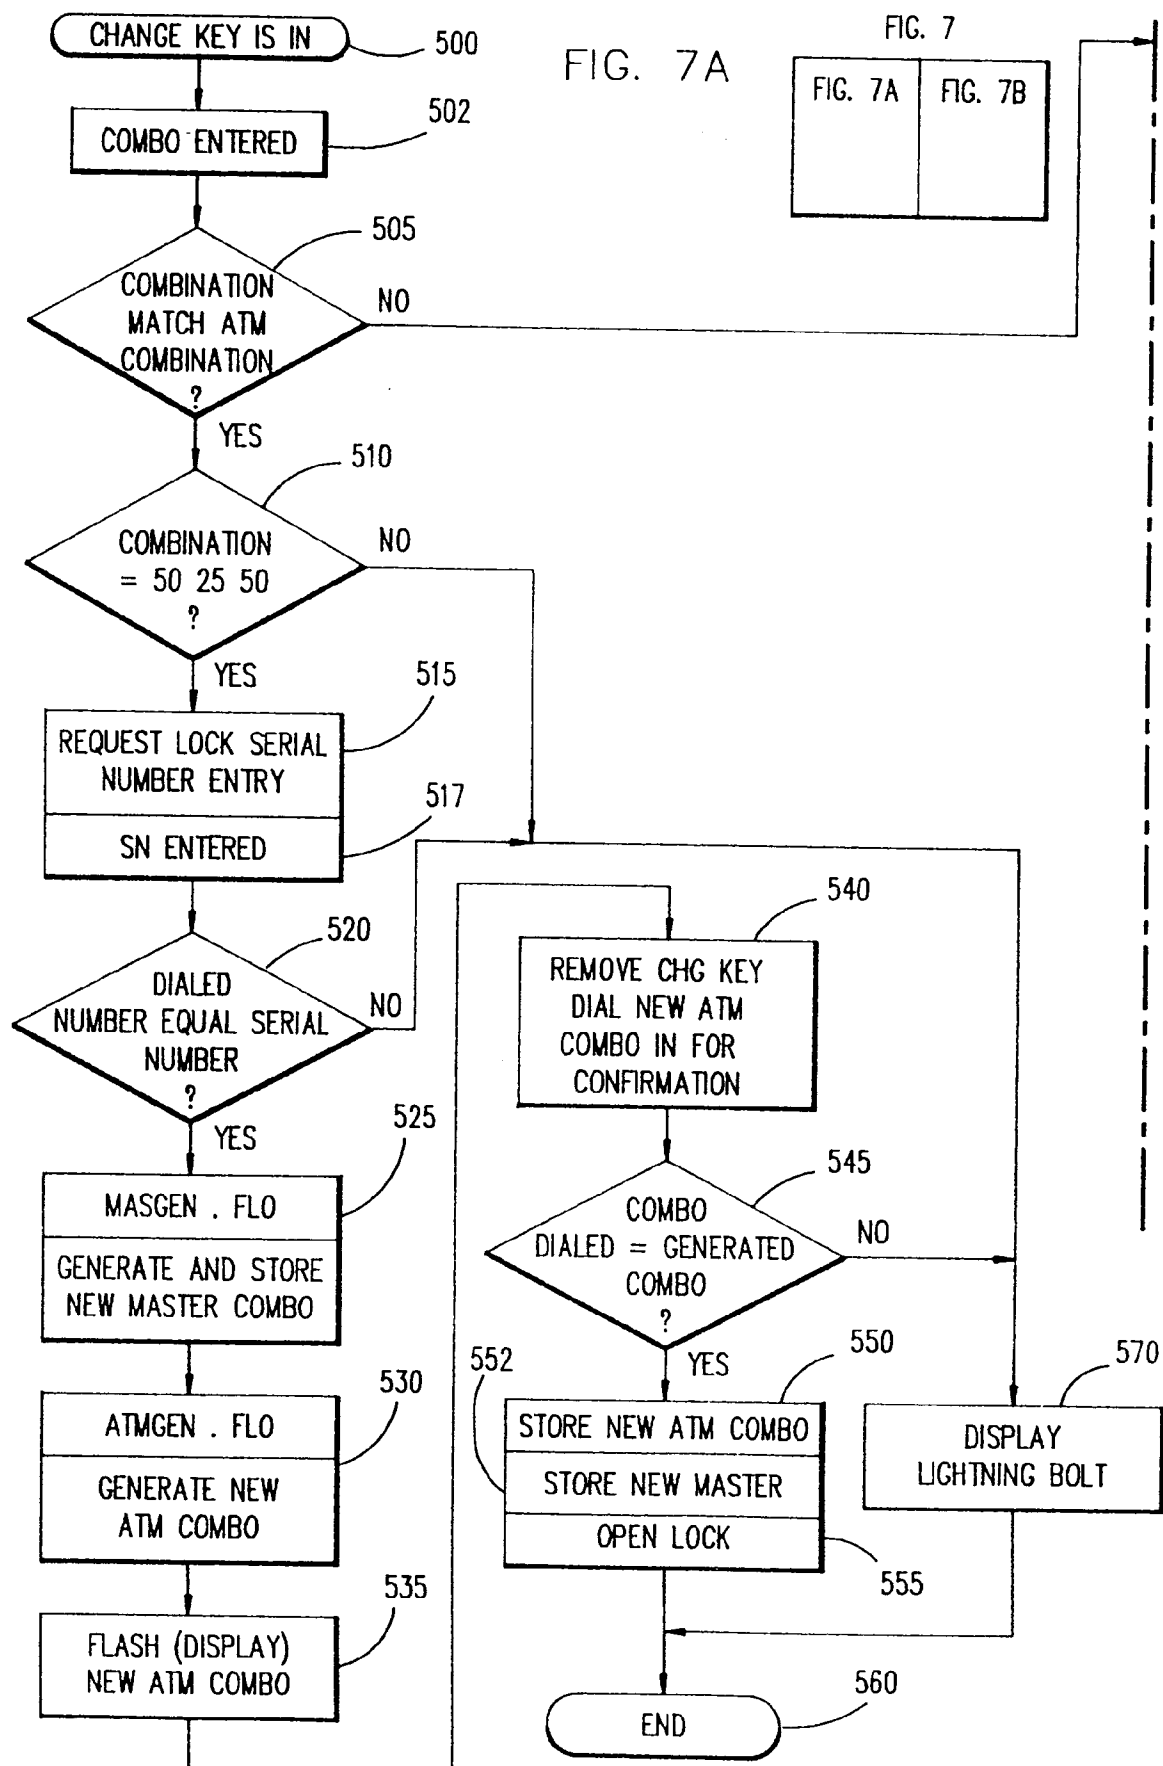 CHANGE KEY IS IN
500
FIG. 7A
FIG. 7
FIG. 7A
FIG. 7B
COMBO ENTERED
502
505
COMBINATION
MATCH ATM
COMBINATION
?
NO
YES
510
COMBINATION
= 50 25 50
?
NO
YES
515
REQUEST LOCK SERIAL
NUMBER ENTRY
517
SN ENTERED
520
DIALED
NUMBER EQUAL SERIAL
NUMBER
?
NO
YES
525
MASGEN . FLO
GENERATE AND STORE
NEW MASTER COMBO
530
ATMGEN . FLO
GENERATE NEW
ATM COMBO
535
FLASH (DISPLAY)
NEW ATM COMBO
540
REMOVE CHG KEY
DIAL NEW ATM
COMBO IN FOR
CONFIRMATION
545
COMBO
DIALED = GENERATED
COMBO
?
NO
YES
550
552
STORE NEW ATM COMBO
STORE NEW MASTER
OPEN LOCK
555
570
DISPLAY
LIGHTNING BOLT
560
END